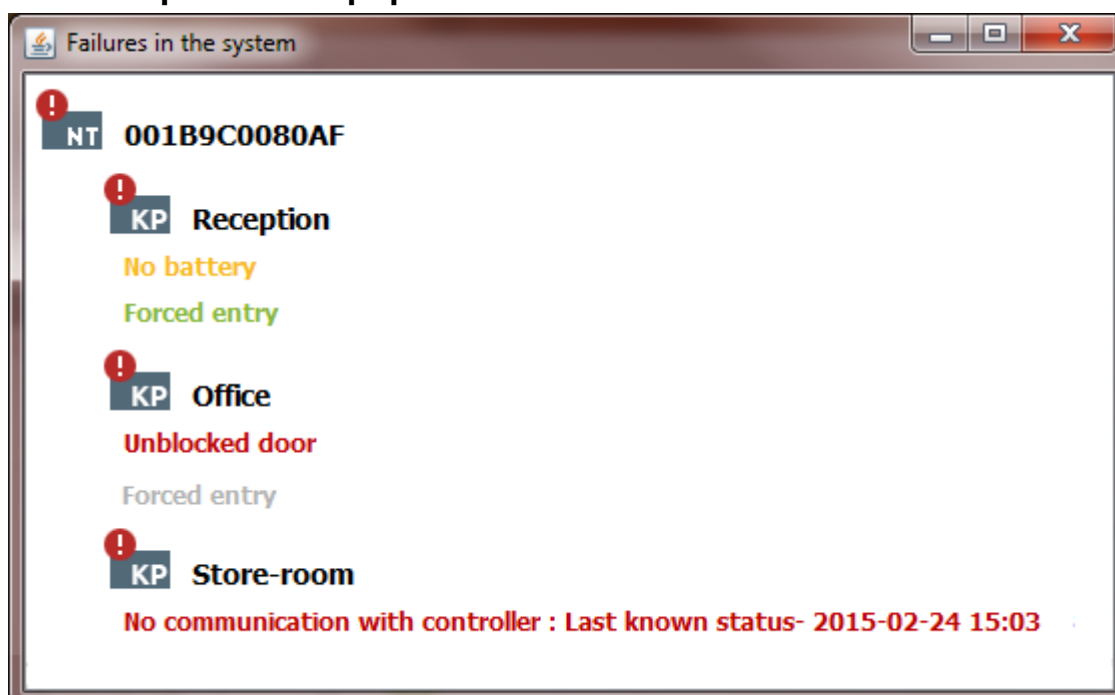 Failures in the system
NT 001B9C0080AF
KP Reception
No battery
Forced entry
KP Office
Unblocked door
Forced entry
KP Store-room
No communication with controller : Last known status- 2015-02-24 15:03